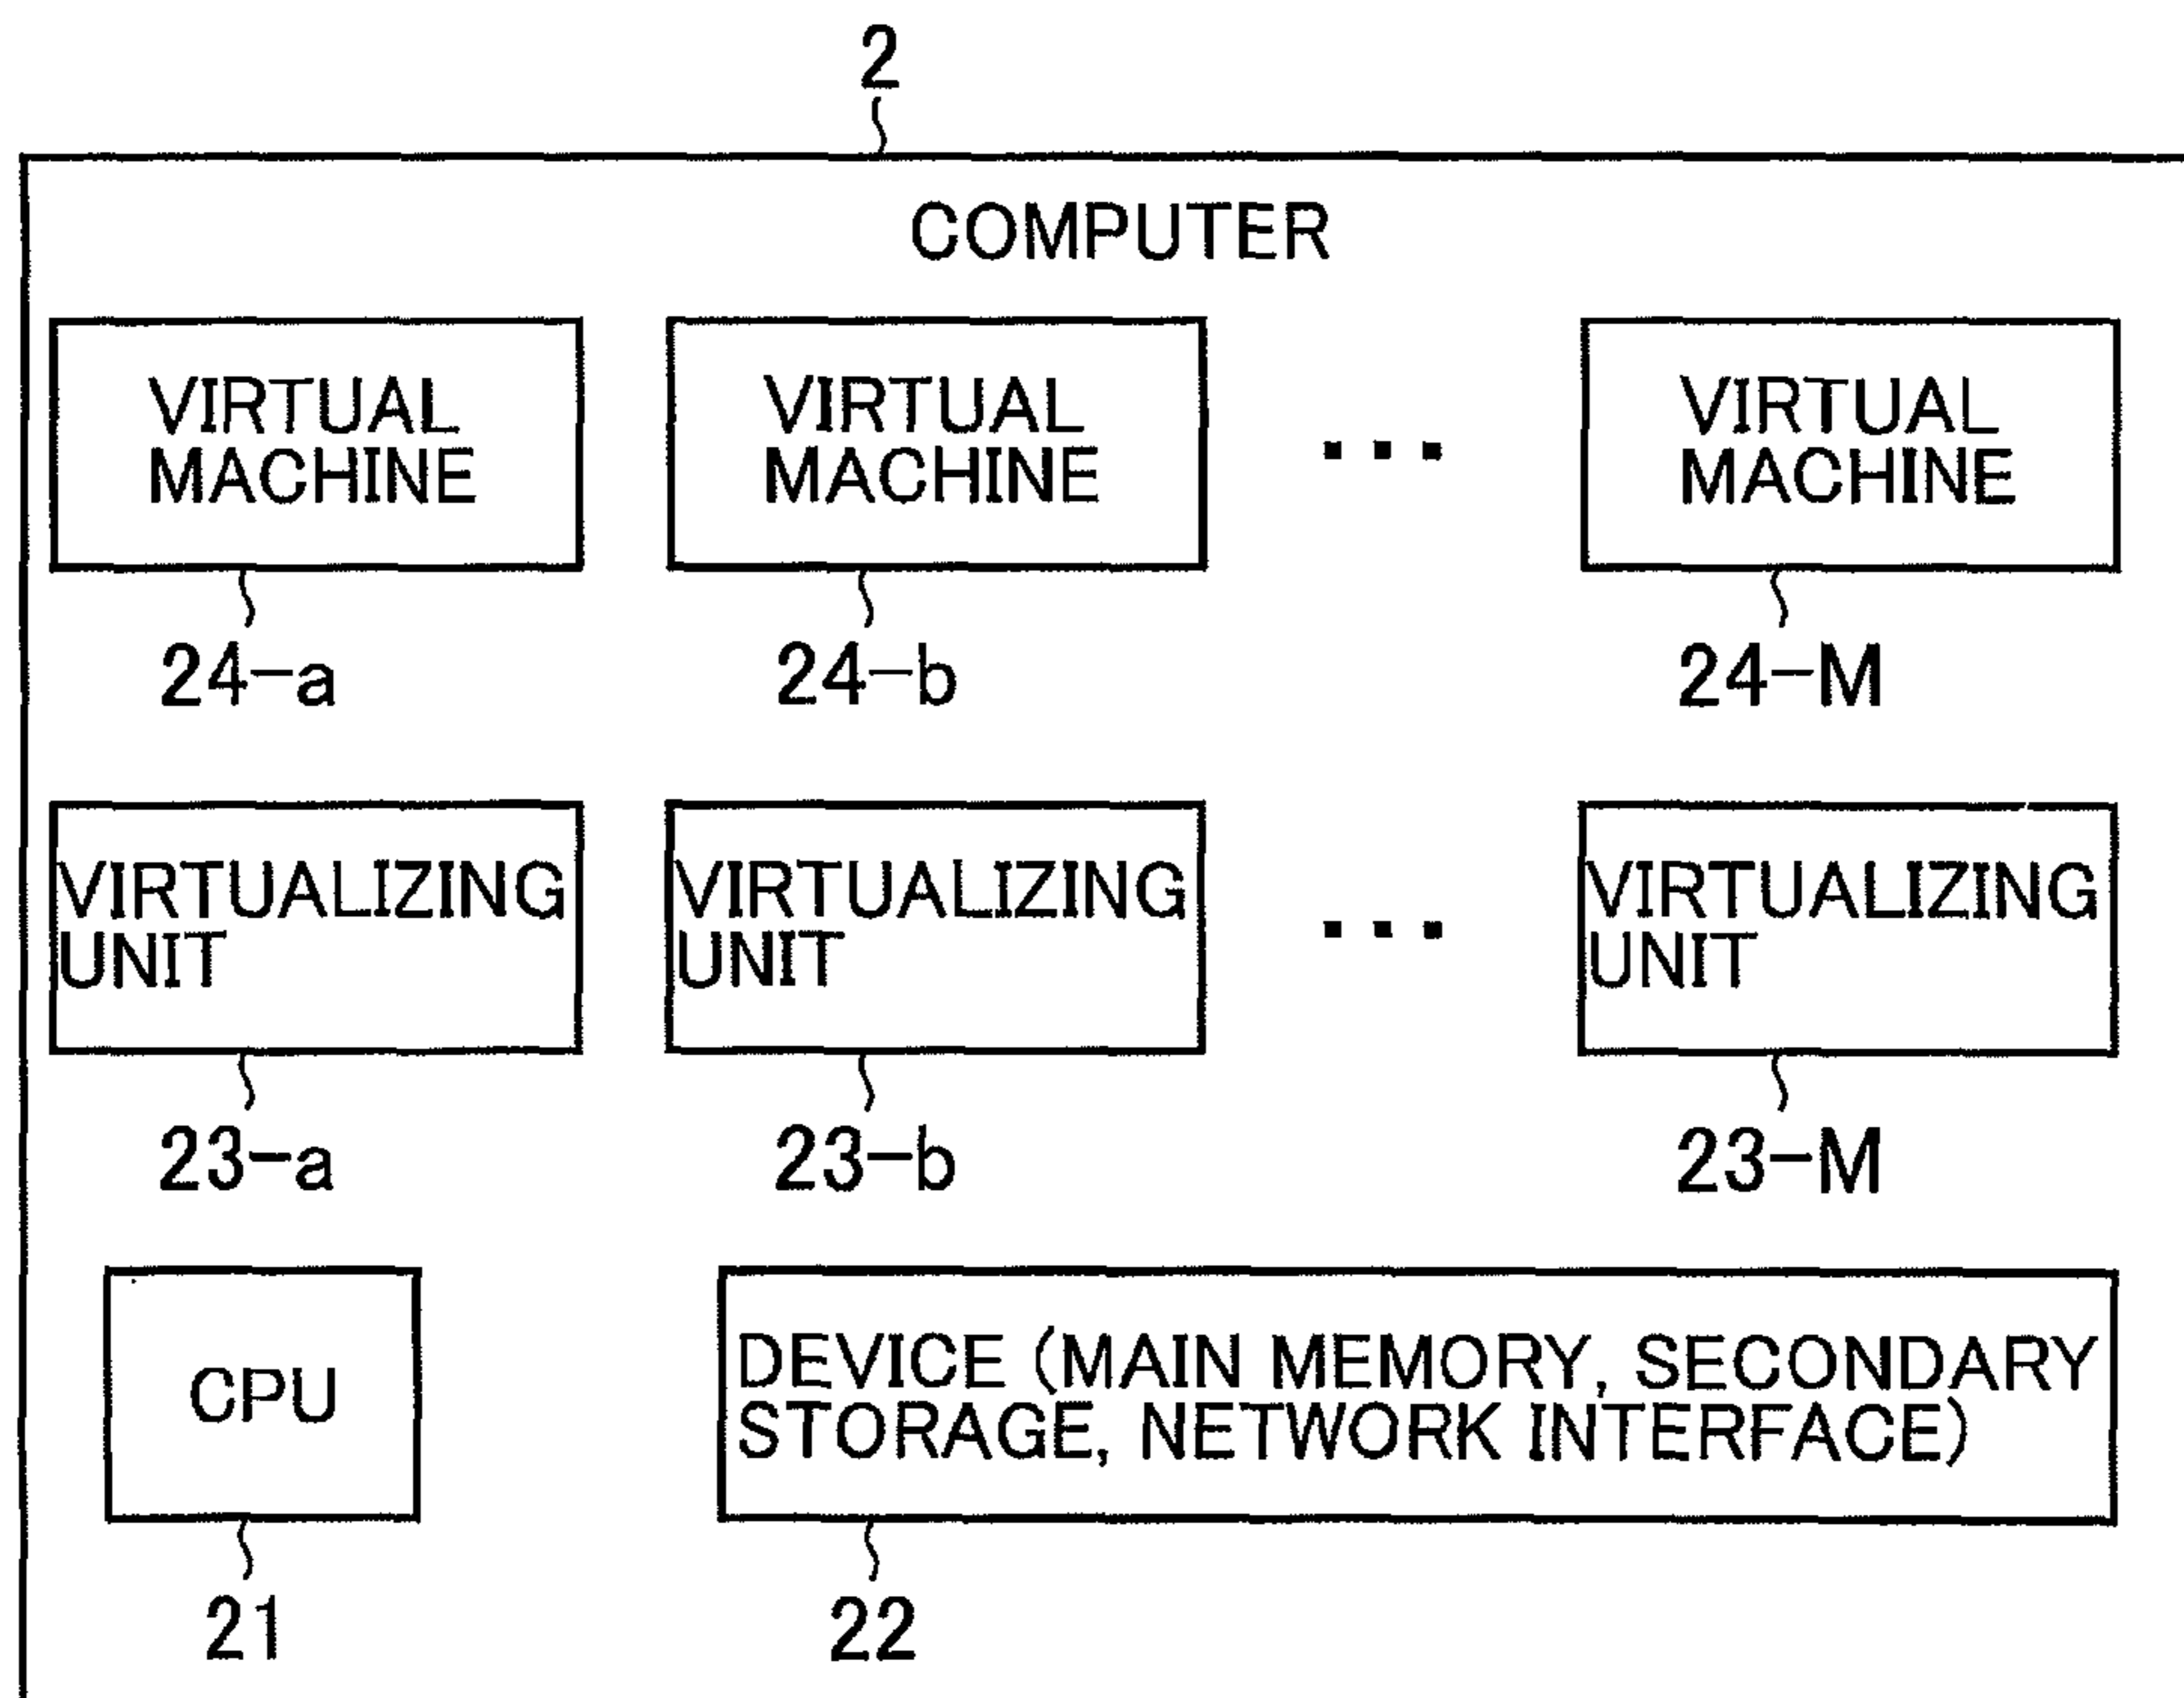 2
COMPUTER
VIRTUAL
MACHINE
24-a
VIRTUAL
MACHINE
24-b
...
VIRTUAL
MACHINE
24-M
VIRTUALIZING
UNIT
23-a
VIRTUALIZING
UNIT
23-b
...
VIRTUALIZING
UNIT
23-M
CPU
21
DEVICE (MAIN MEMORY, SECONDARY
STORAGE, NETWORK INTERFACE)
22